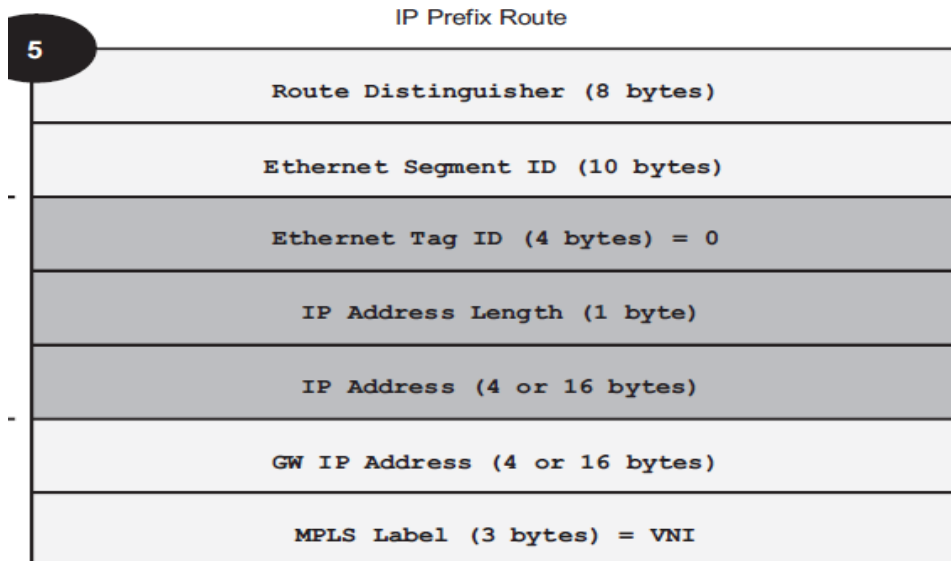 IP Prefix Route
5
Route Distinguisher (8 bytes)
Ethernet Segment ID (10 bytes)
Ethernet Tag ID (4 bytes) = 0
IP Address Length (1 byte)
IP Address (4 or 16 bytes)
GW IP Address (4 or 16 bytes)
MPLS Label (3 bytes) = VNI